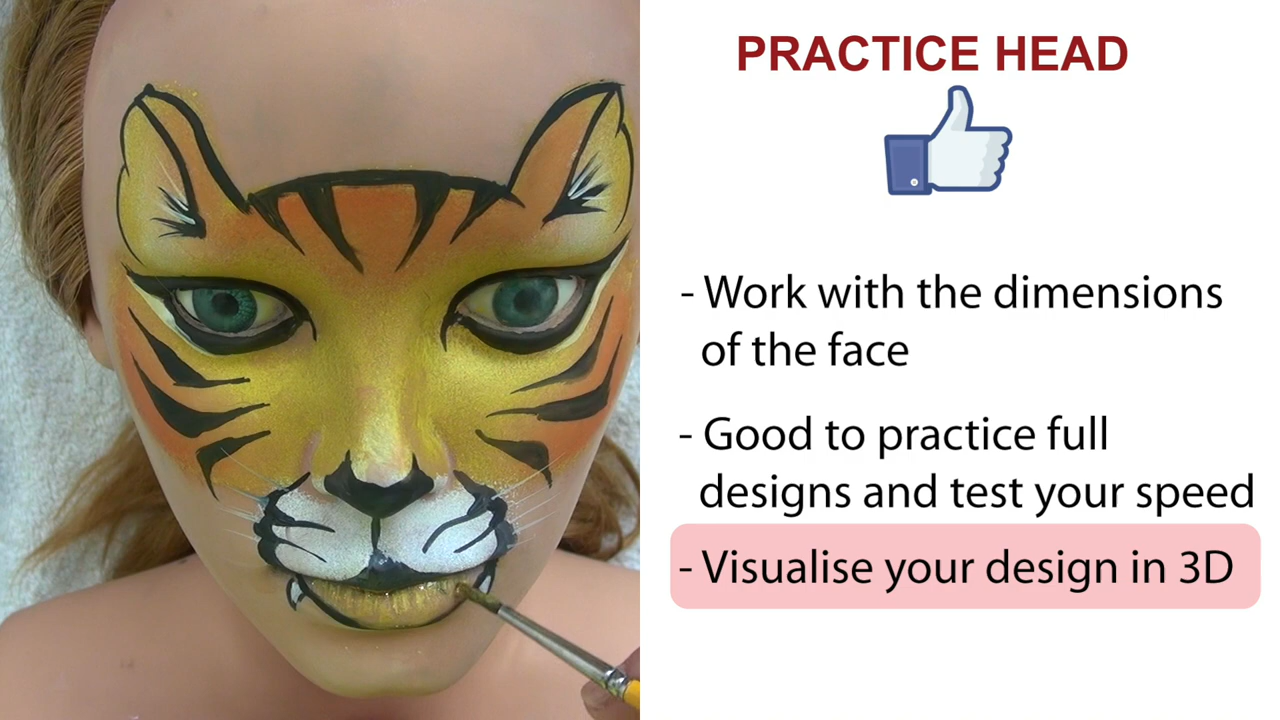 PRACTICE HEAD
- Work with the dimensions
of the face
- Good to practice full
designs and test your speed
- Visualise your design in 3D